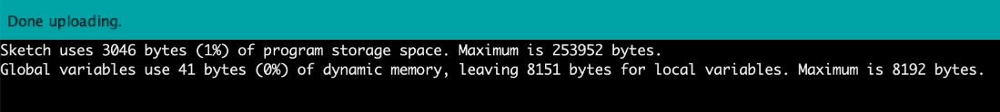 Done uploading.
Sketch uses 3046 bytes (1%) of program storage space. Maximum is 253952 bytes.
Global variables use 41 bytes (0%) of dynamic memory, leaving 8151 bytes for local variables. Maximum is 8192 bytes.